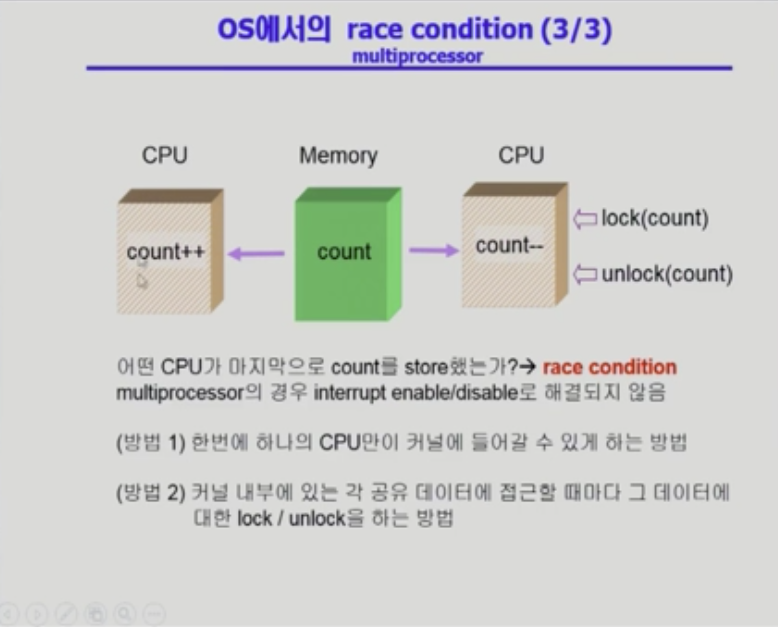 OS에서의 race condition (3/3)
multiprocessor
CPU
Memory
CPU
count++
count
count--
lock(count)
unlock(count)
어떤 CPU가 마지막으로 count를 store했는가?→ race condition
multiprocessor의 경우 interrupt enable/disable로 해결되지 않음
(방법 1) 한번에 하나의 CPU만이 커널에 들어갈 수 있게 하는 방법
(방법 2) 커널 내부에 있는 각 공유 데이터에 접근할 때마다 그 데이터에
대한 lock / unlock을 하는 방법